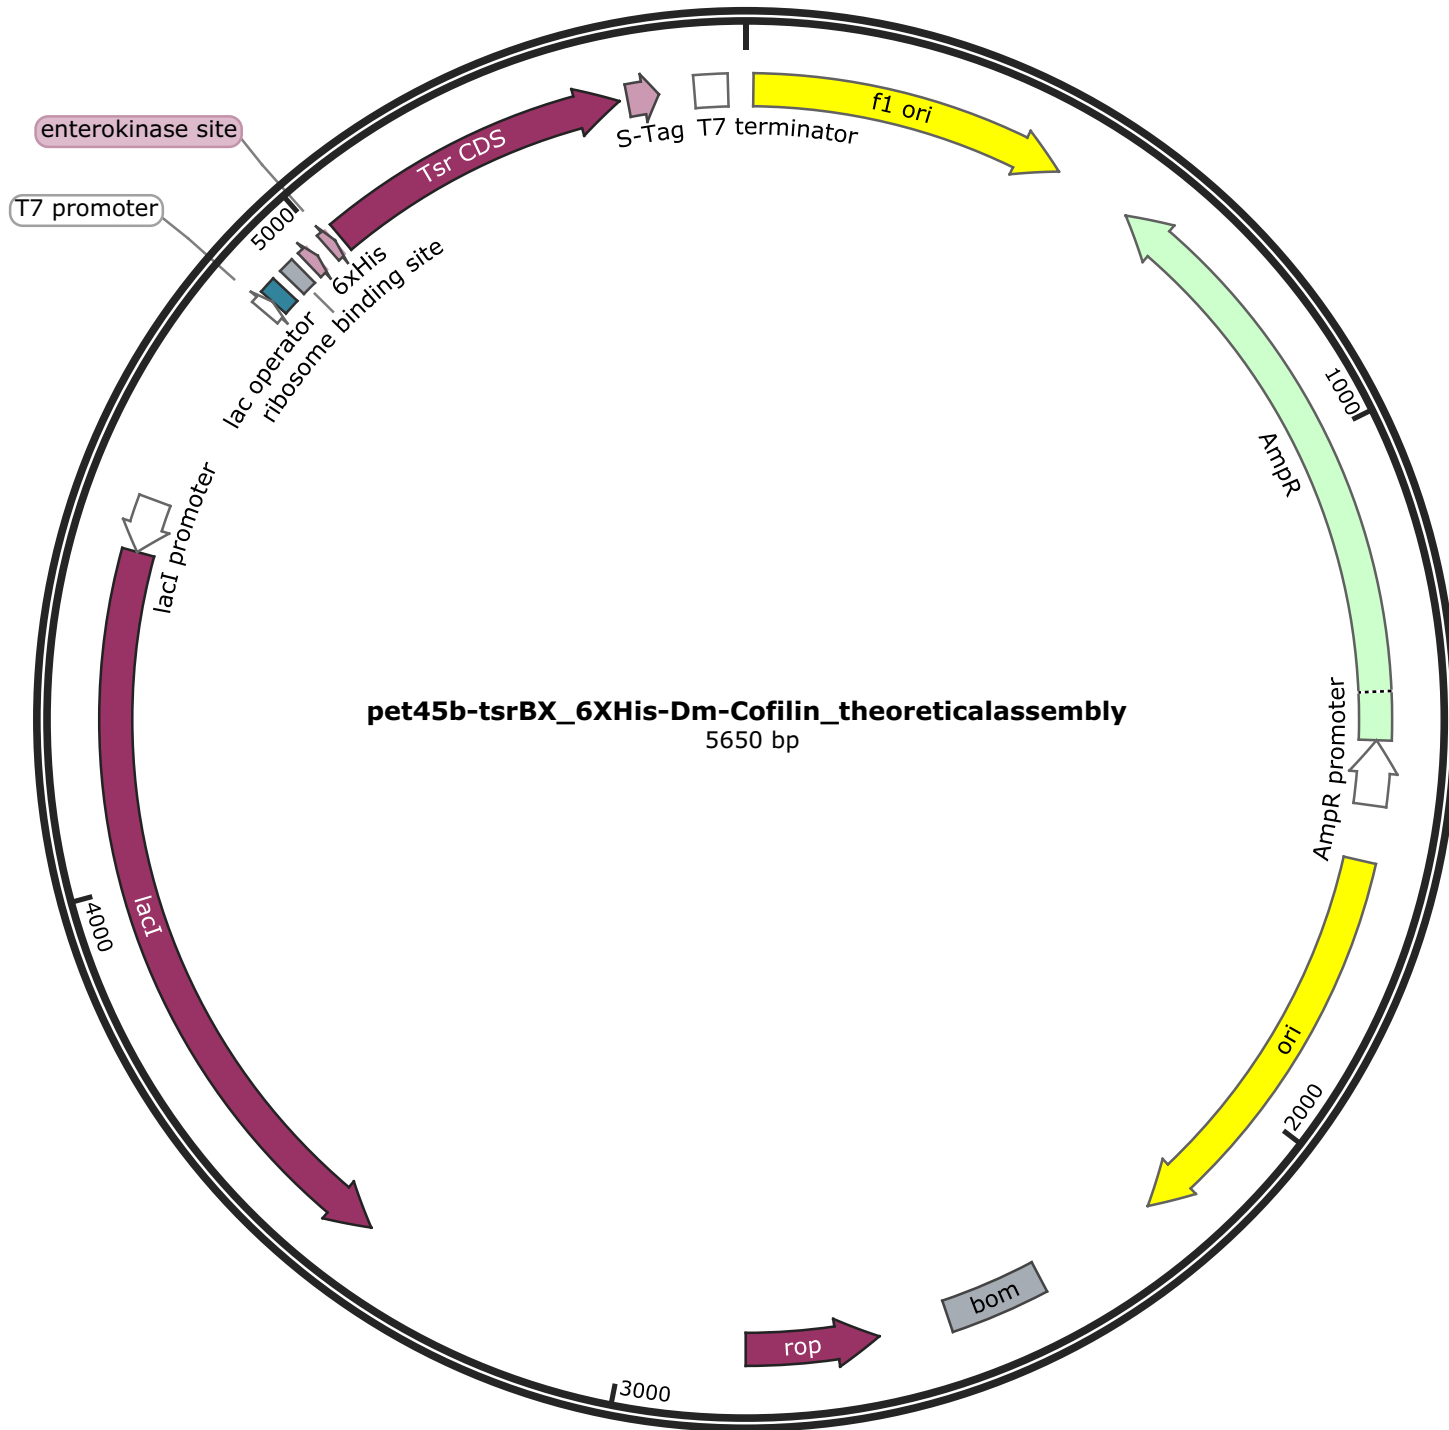 enterokinase site
T7 promoter
5000
Tsr CDS
S-Tag
T7 terminator
f1 ori
6xHis
ribosome binding site
lac operator
1000
AmpR
lacI promoter
AmpR promoter
pet45b-tsrBX_6XHis-Dm-Cofilin_theoreticalassembly
5650 bp
lacI
4000
ori
2000
bom
rop
3000